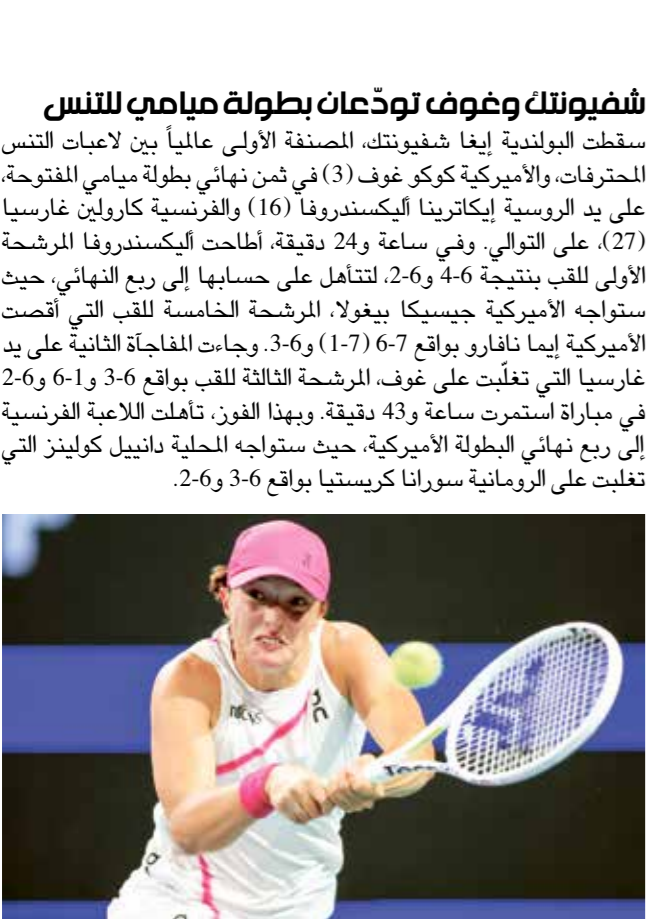 شفيونتك وغوف تودّعان بطولة ميامي للتنس
سقطت البولندية إيغا شفيونتك، المصنفة الأولى عالمياً بين لاعبات التنس
المحترفات، والأميركية كوكو غوف (3) في ثمن نهائي بطولة ميامي المفتوحة،
على يد الروسية إيكاترينا أليكسندروفا (16) والفرنسية كارولين غارسيا
(27)، على التوالي. وفي ساعة و24 دقيقة، أطاحت أليكسندروفا المرشحة
الأولى للقب بنتيجة 6-4 و6-2، لتتأهل على حسابها إلى ربع النهائي، حيث
ستواجه الأميركية جيسيكا بيغولا، المرشحة الخامسة للقب التي أقصت
الأميركية إيما نافارو بواقع 7-6 (7-1) و6-3. وجاءت المفاجآة الثانية على يد
غارسيا التي تغلّبت على غوف، المرشحة الثالثة للقب بواقع 6-3 و1-6 و6-2
في مباراة استمرت ساعة و43 دقيقة. وبهذا الفوز، تأهلت اللاعبة الفرنسية
إلى ربع نهائي البطولة الأميركية، حيث ستواجه المحلية دانييل كولينز التي
تغلبت على الرومانية سورانا كريستيا بواقع 6-3 و6-2.